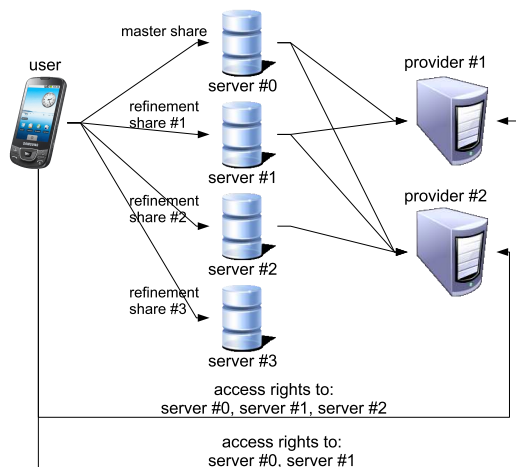 master share
user
server #0
provider #1
refinement
share #1
server #1
provider #2
refinement
share #2
server #2
refinement
share #3
server #3
access rights to:
server #0, server #1, server #2
access rights to:
server #0, server #1